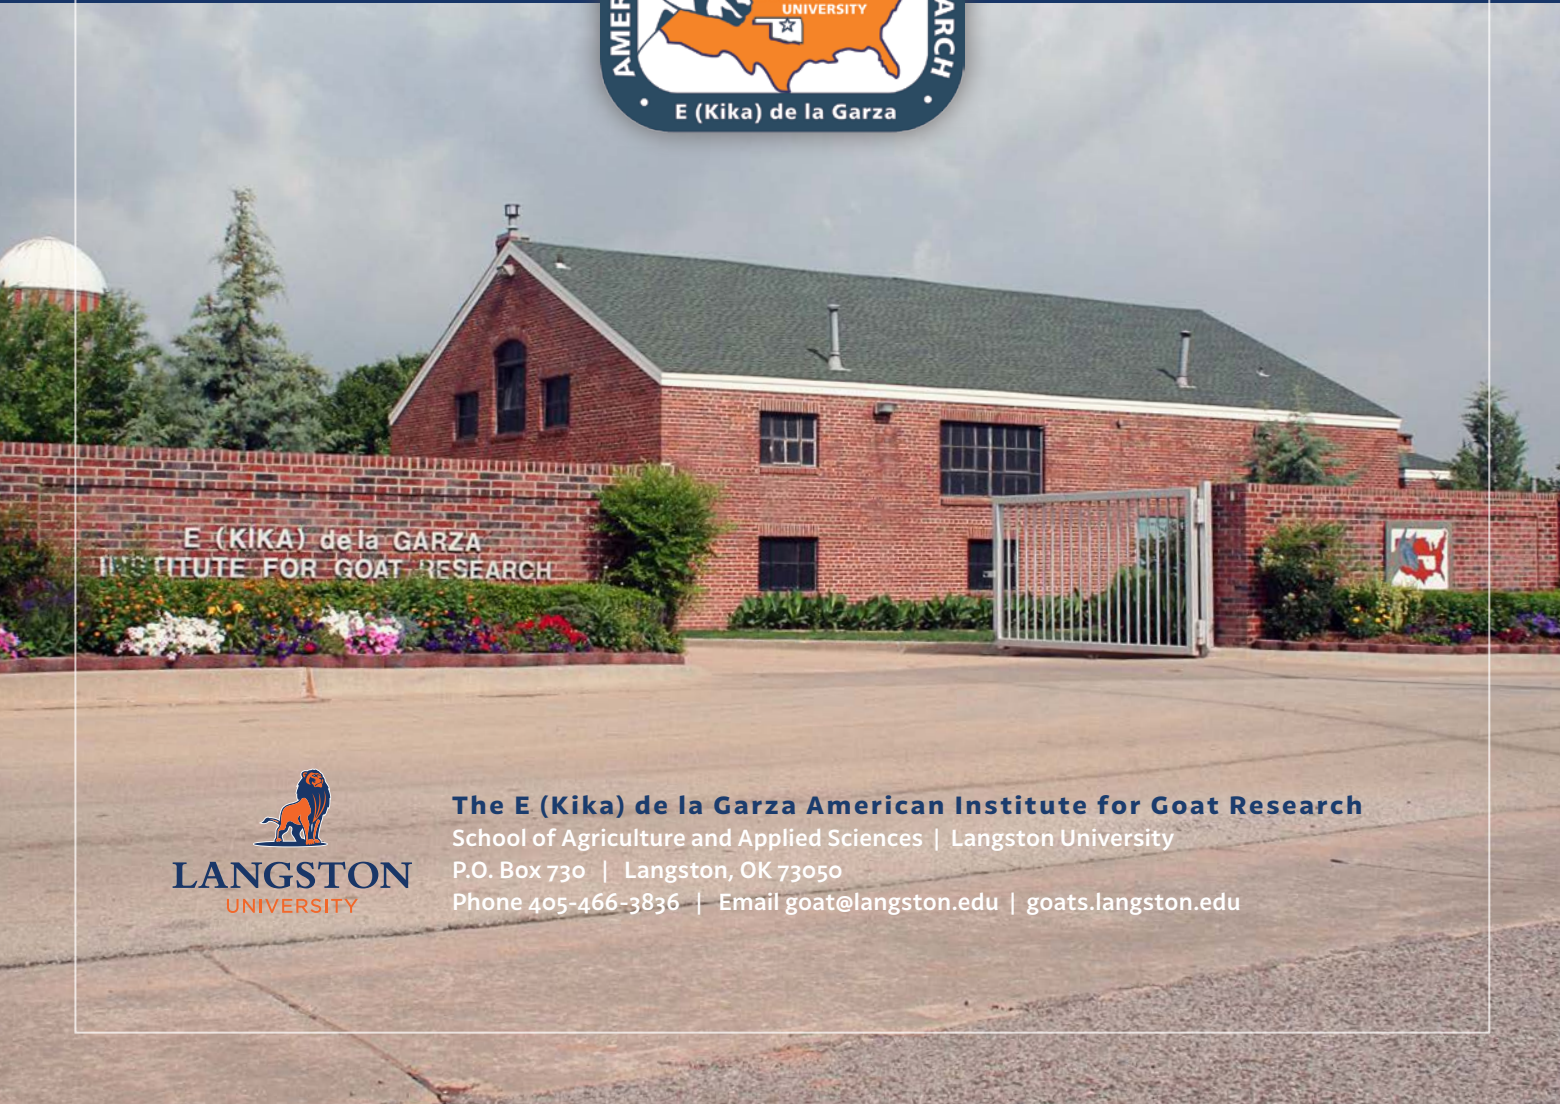 UNIVERSITY
E (Kika) de la Garza
E (KIKA) de la GARZA
INSTITUTE FOR GOAT RESEARCH
LANGSTON
UNIVERSITY
The E (Kika) de la Garza American Institute for Goat Research
School of Agriculture and Applied Sciences | Langston University
P.O. Box 730 | Langston, OK 73050
Phone 405-466-3836 | Email goat@langston.edu | goats.langston.edu